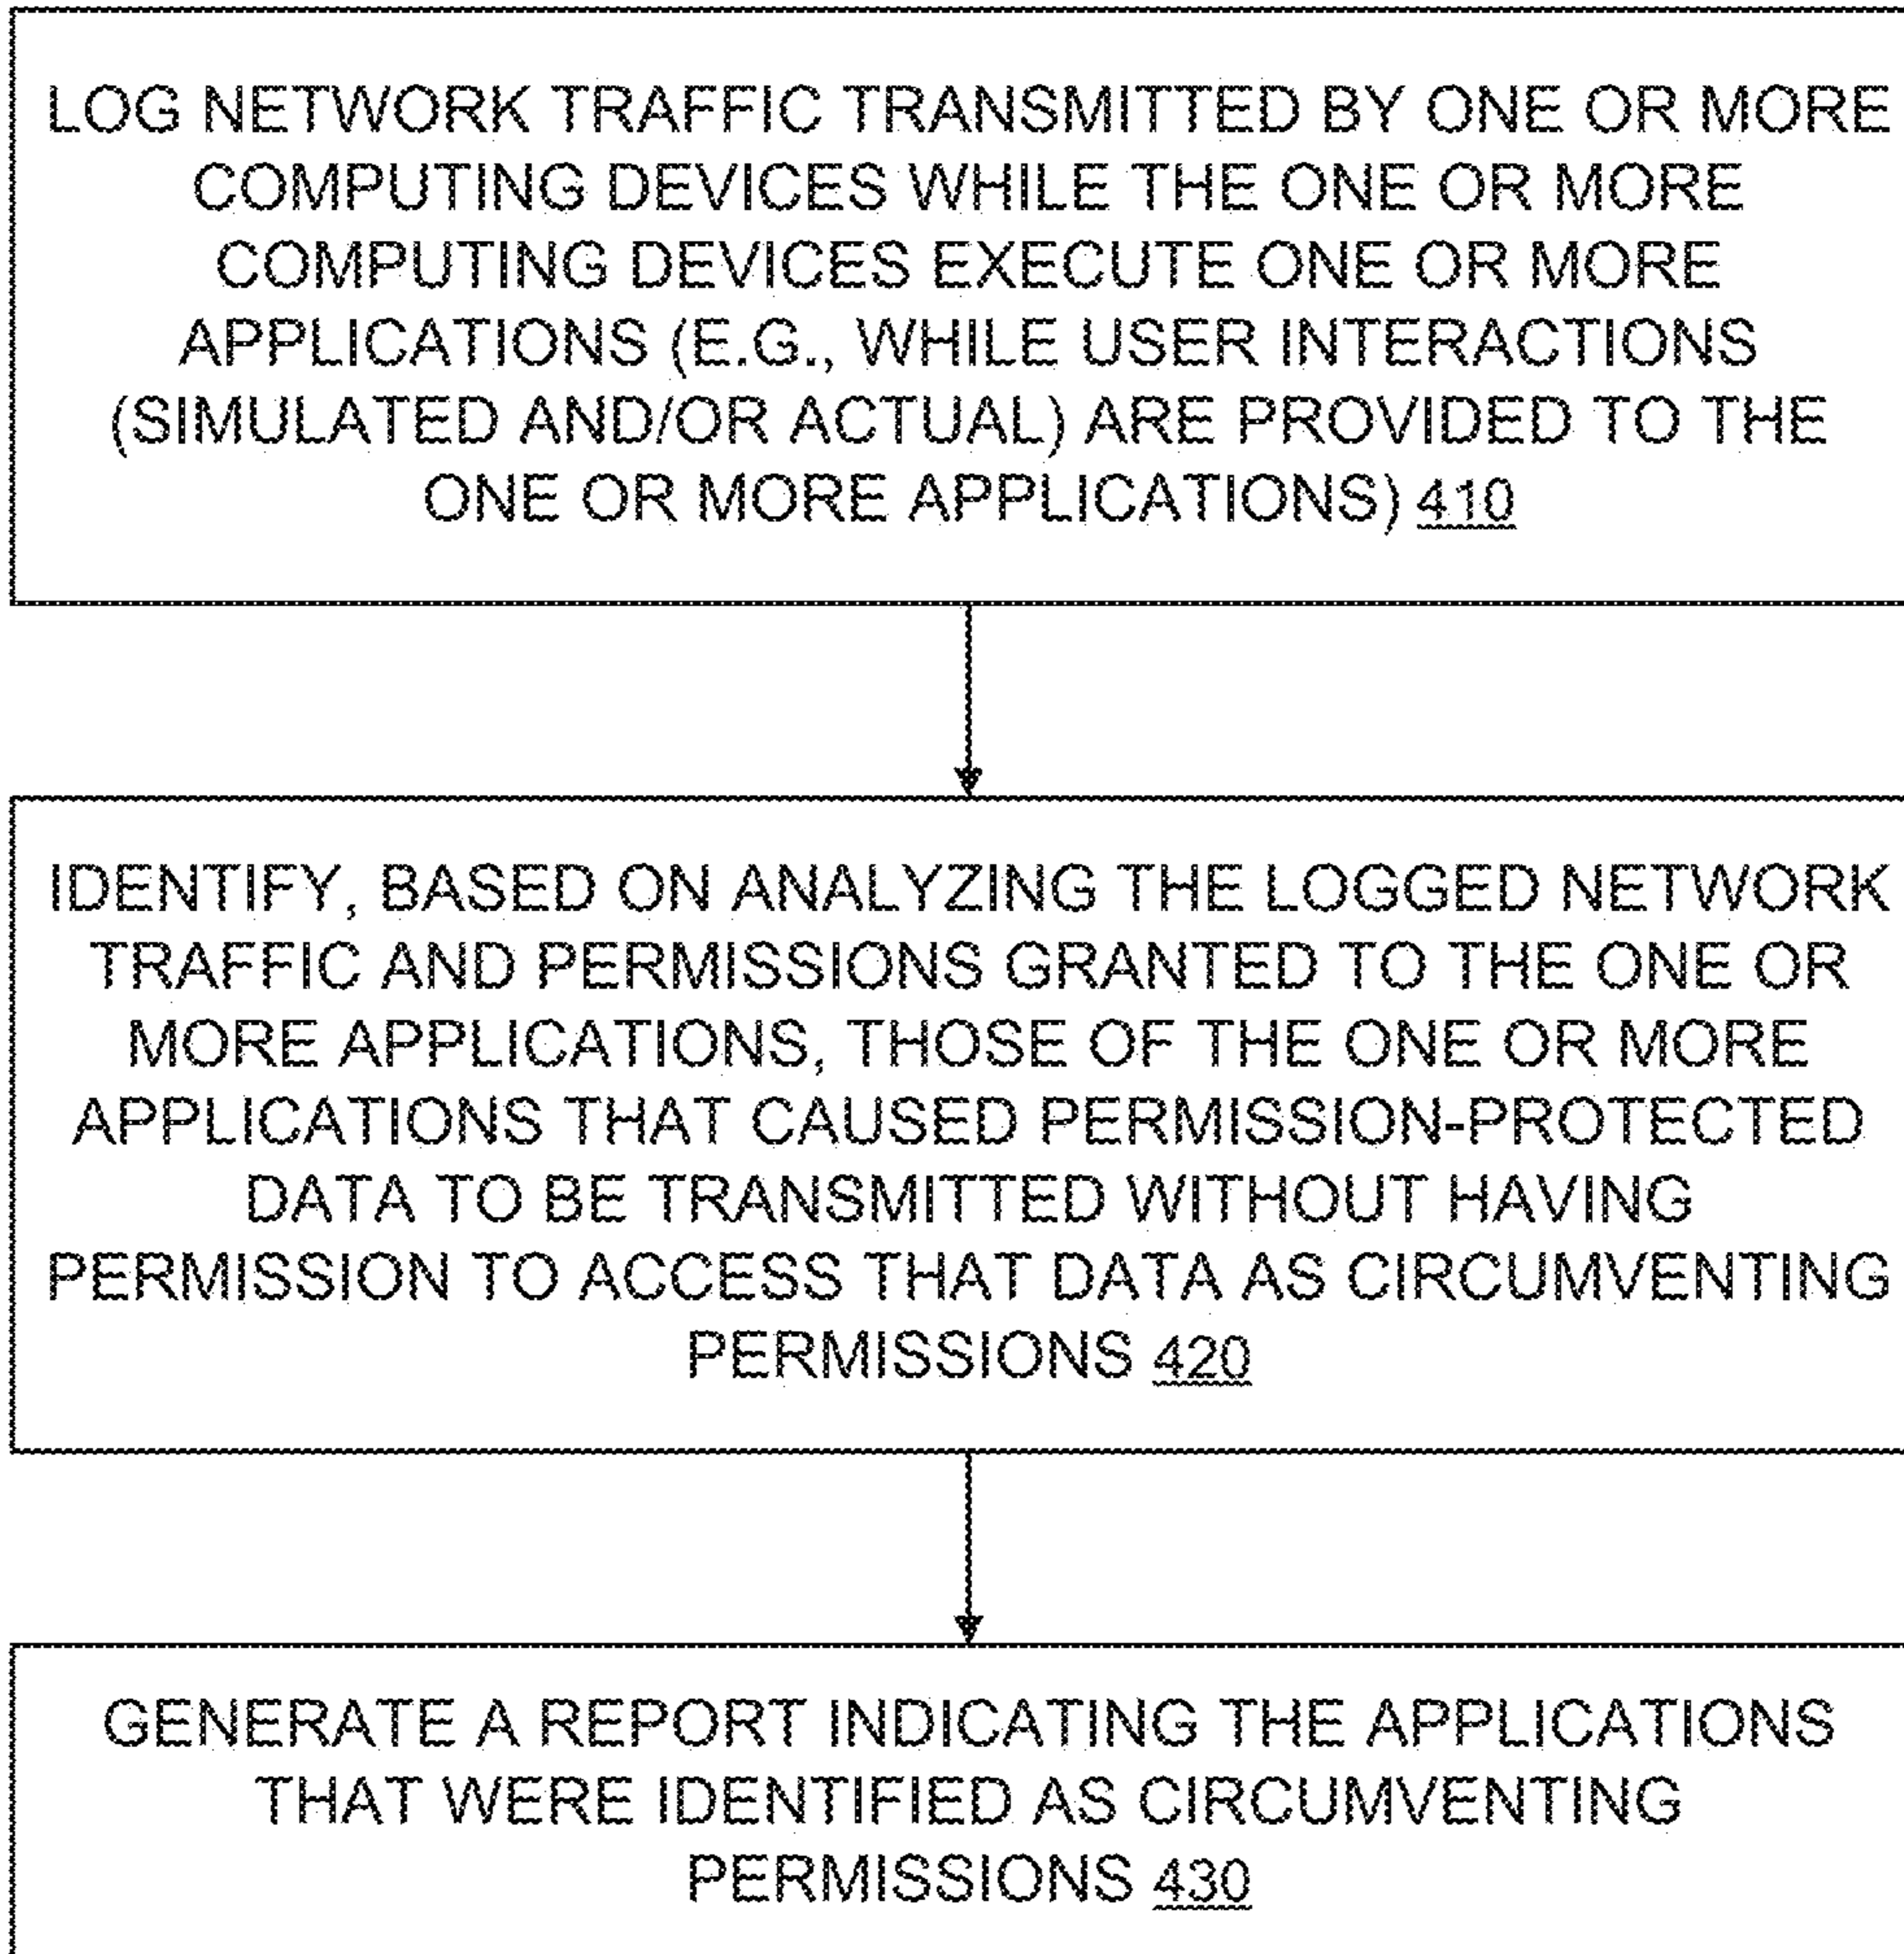 LOG NETWORK TRAFFIC TRANSMITTED BY ONE OR MORE
COMPUTING DEVICES WHILE THE ONE OR MORE
COMPUTING DEVICES EXECUTE ONE OR MORE
APPLICATIONS (E.G., WHILE USER INTERACTIONS
(SIMULATED AND/OR ACTUAL) ARE PROVIDED TO THE
ONE OR MORE APPLICATIONS) 410
IDENTIFY, BASED ON ANALYZING THE LOGGED NETWORK
TRAFFIC AND PERMISSIONS GRANTED TO THE ONE OR
MORE APPLICATIONS, THOSE OF THE ONE OR MORE
APPLICATIONS THAT CAUSED PERMISSION-PROTECTED
DATA TO BE TRANSMITTED WITHOUT HAVING
PERMISSION TO ACCESS THAT DATA AS CIRCUMVENTING
PERMISSIONS 420
GENERATE A REPORT INDICATING THE APPLICATIONS
THAT WERE IDENTIFIED AS CIRCUMVENTING
PERMISSIONS 430